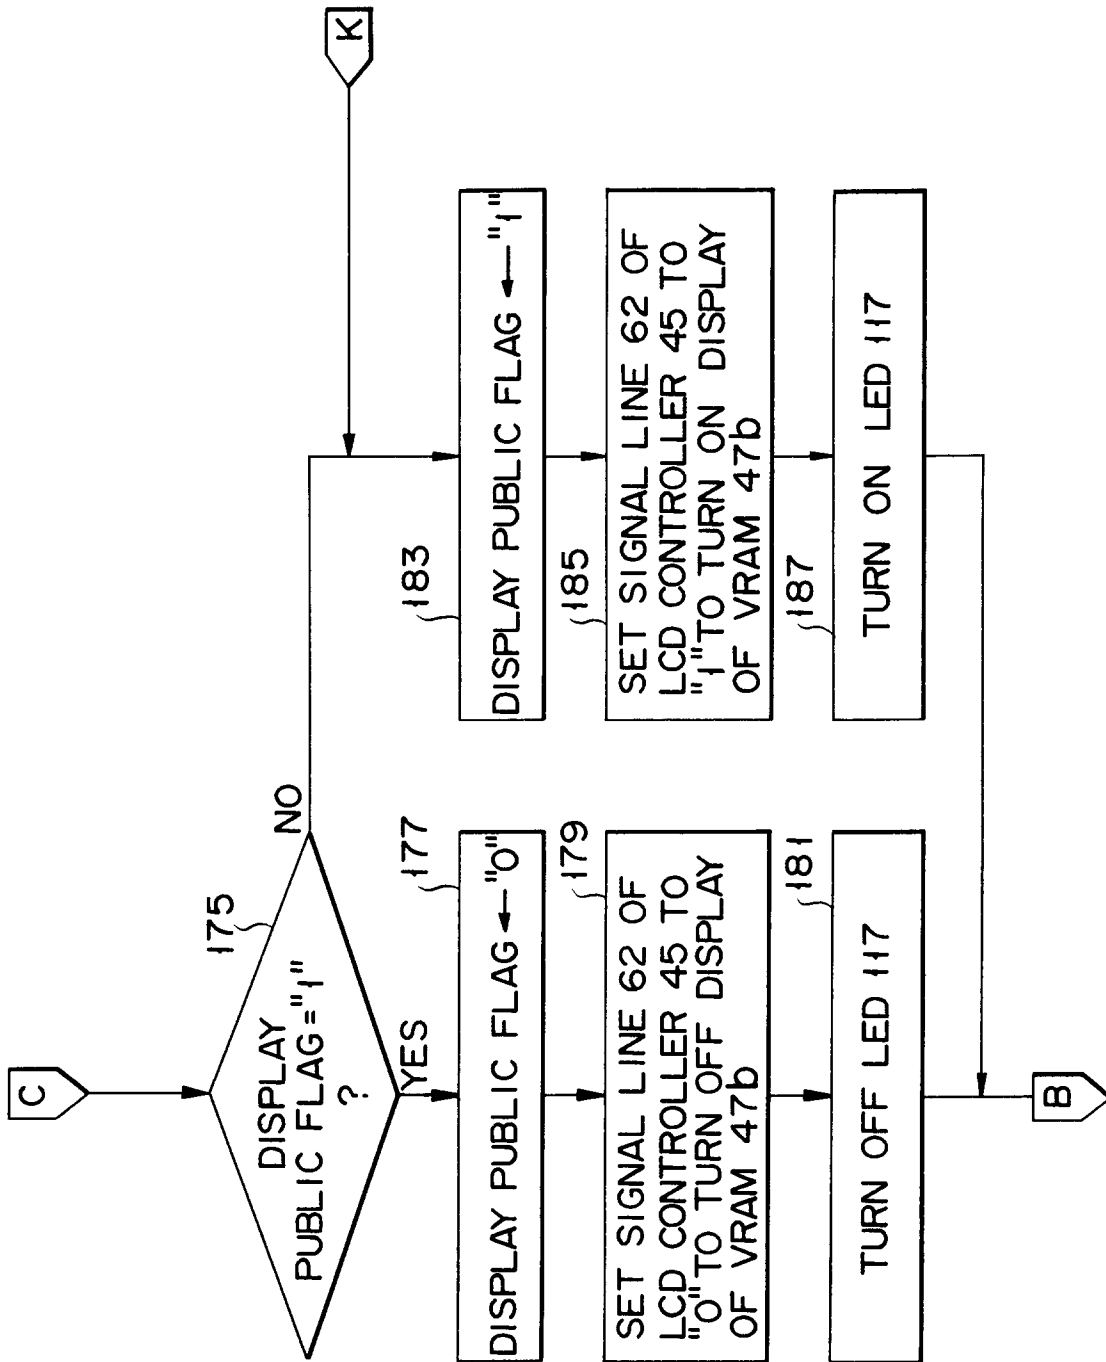 C
DISPLAY
PUBLIC FLAG="1"
?
175
NO
YES
K
177
DISPLAY PUBLIC FLAG ← "0"
179
SET SIGNAL LINE 62 OF
LCD CONTROLLER 45 TO
"0" TO TURN OFF DISPLAY
OF VRAM 47b
181
TURN OFF LED 117
183
DISPLAY PUBLIC FLAG ← "1"
185
SET SIGNAL LINE 62 OF
LCD CONTROLLER 45 TO
"1" TO TURN ON DISPLAY
OF VRAM 47b
187
TURN ON LED 117
B